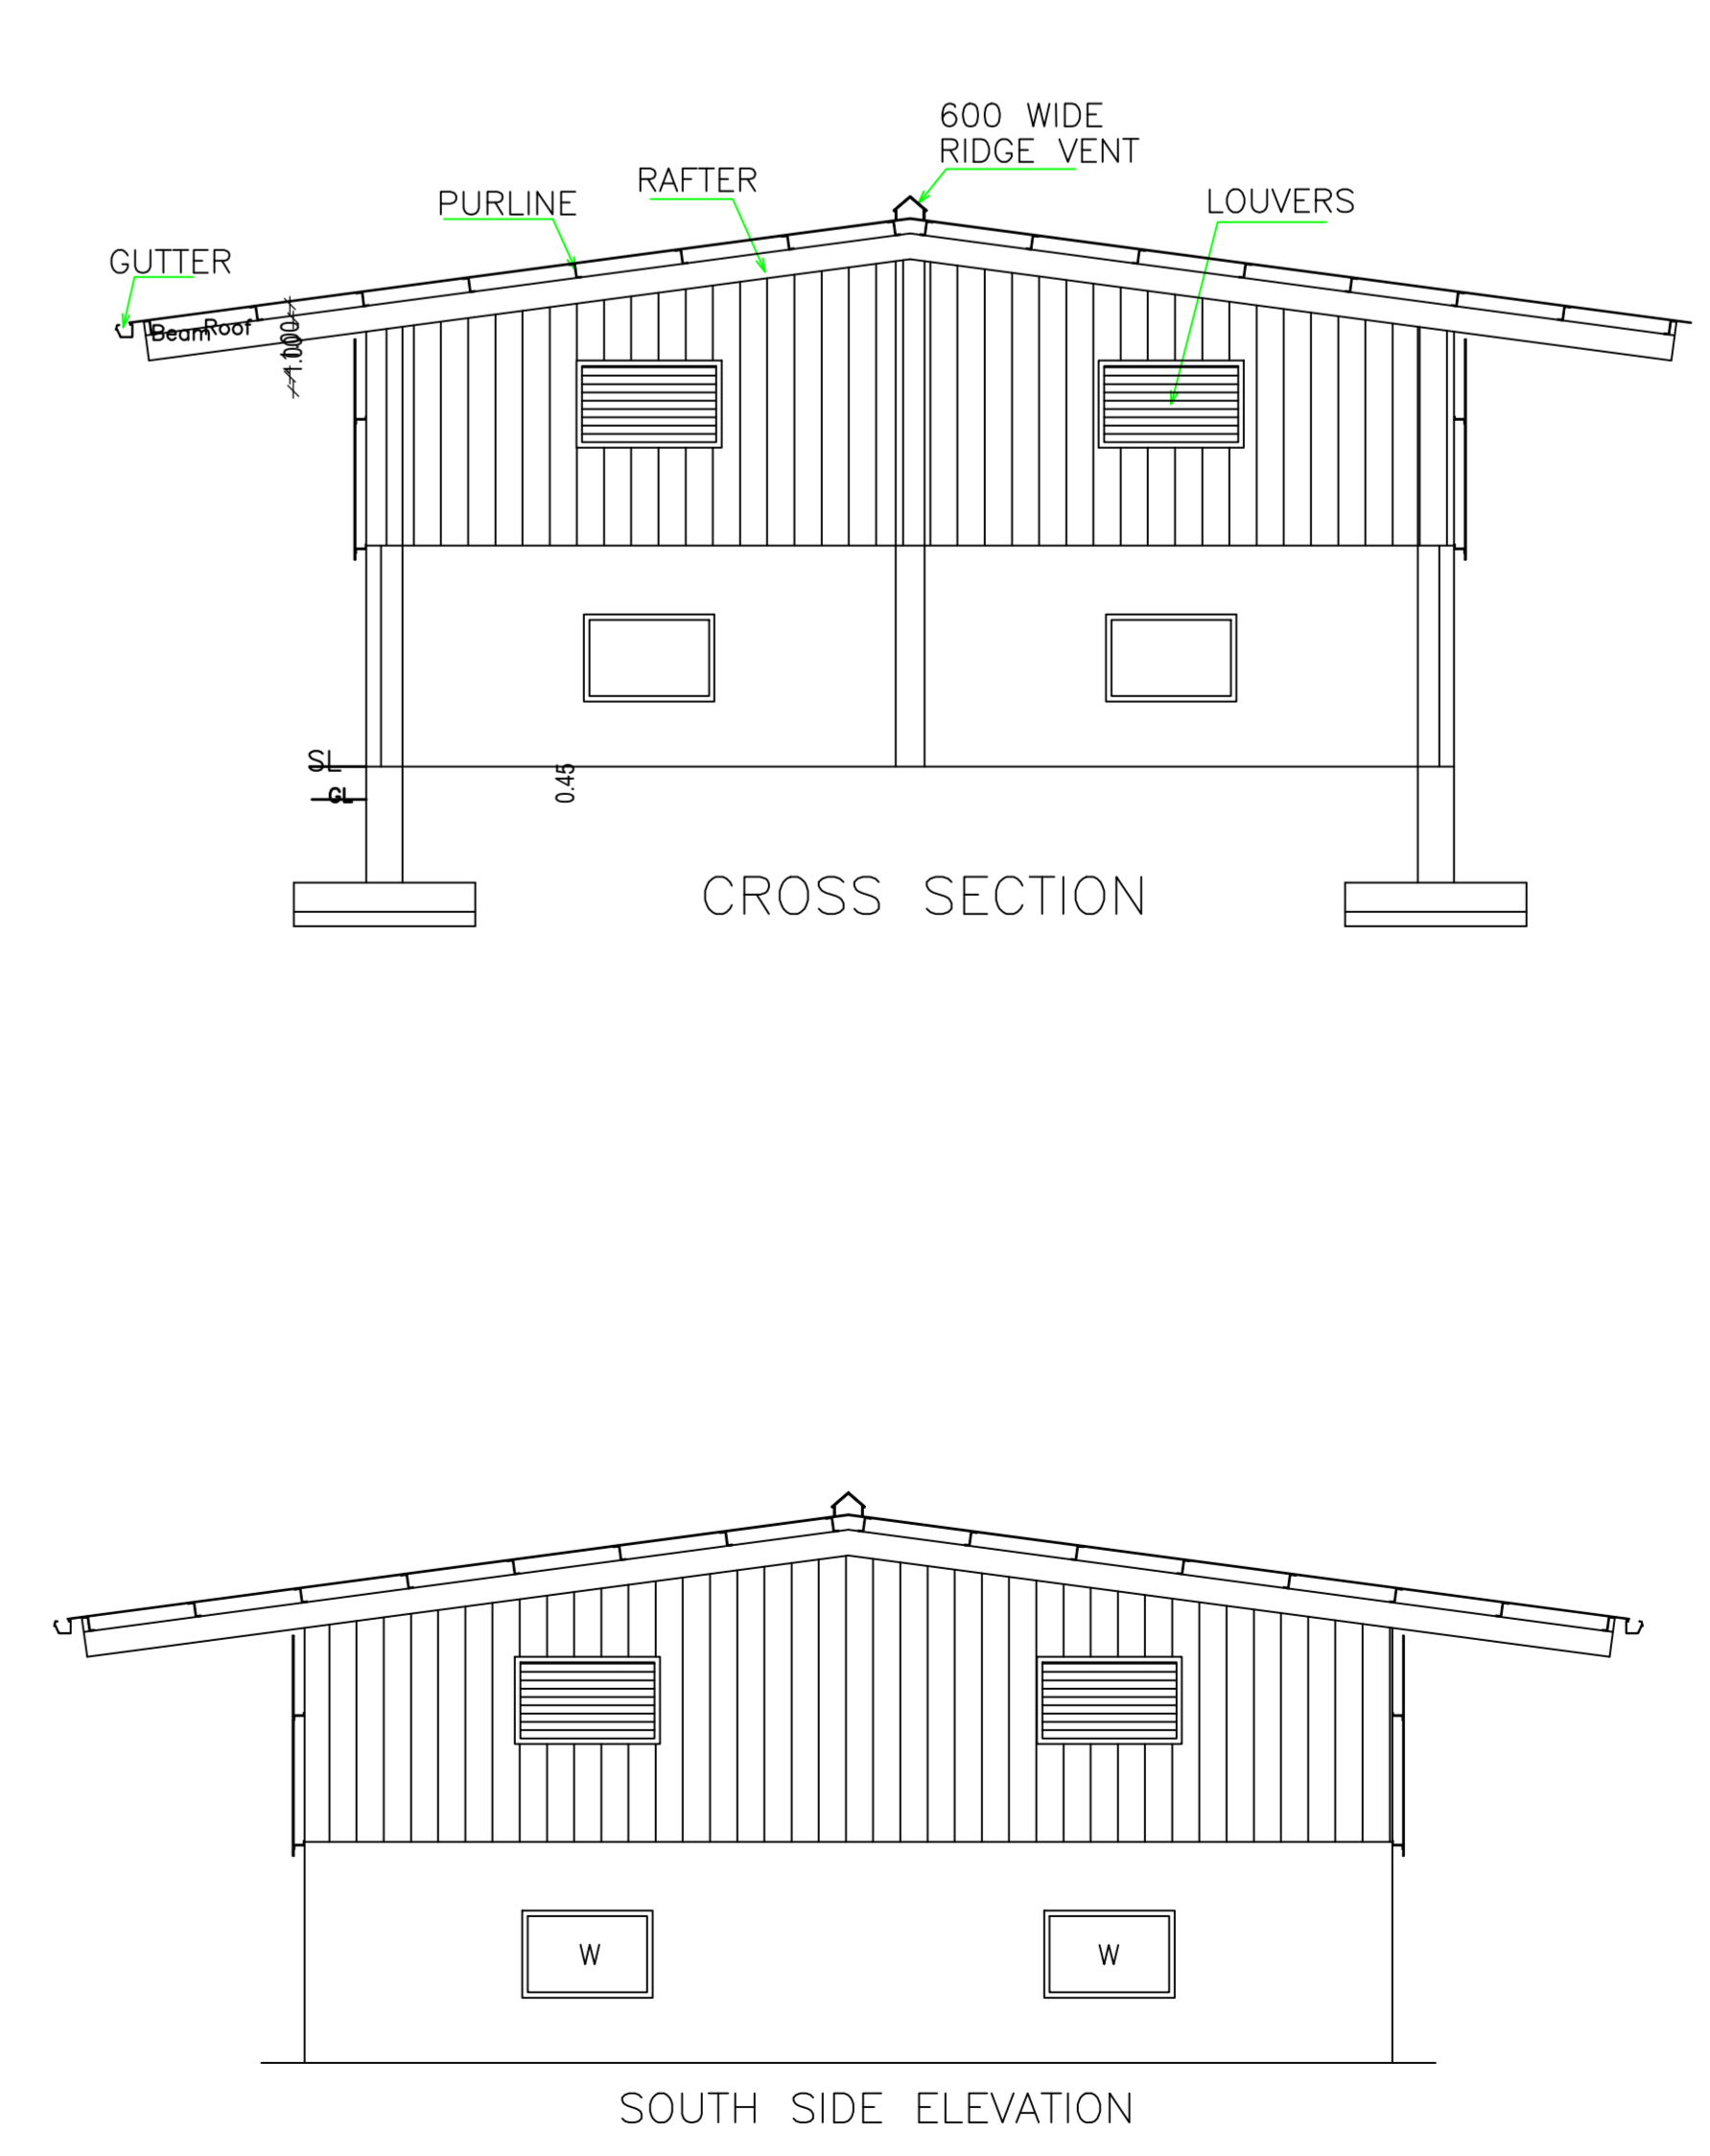 600 WIDE
RIDGE VENT
RAFTER
PURLINE
LOUVERS
GUTTER
Beam
Roof
1.000
SL
GL
0.45
CROSS SECTION
W
W
SOUTH SIDE ELEVATION